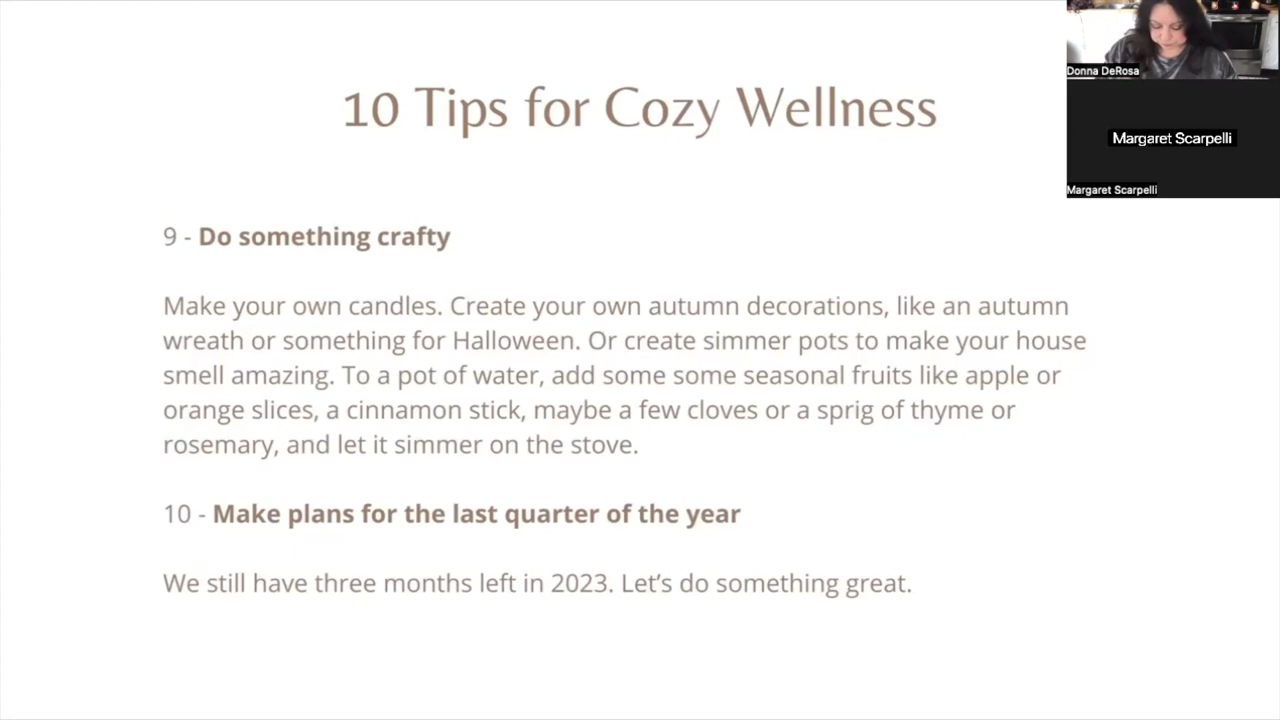 10 Tips for Cozy Wellness
Donna DeRosa
Margaret Scarpelli
Margaret Scarpelli
9 - Do something crafty
Make your own candles. Create your own autumn decorations, like an autumn
wreath or something for Halloween. Or create simmer pots to make your house
smell amazing. To a pot of water, add some some seasonal fruits like apple or
orange slices, a cinnamon stick, maybe a few cloves or a sprig of thyme or
rosemary, and let it simmer on the stove.
10 - Make plans for the last quarter of the year
We still have three months left in 2023. Let’s do something great.